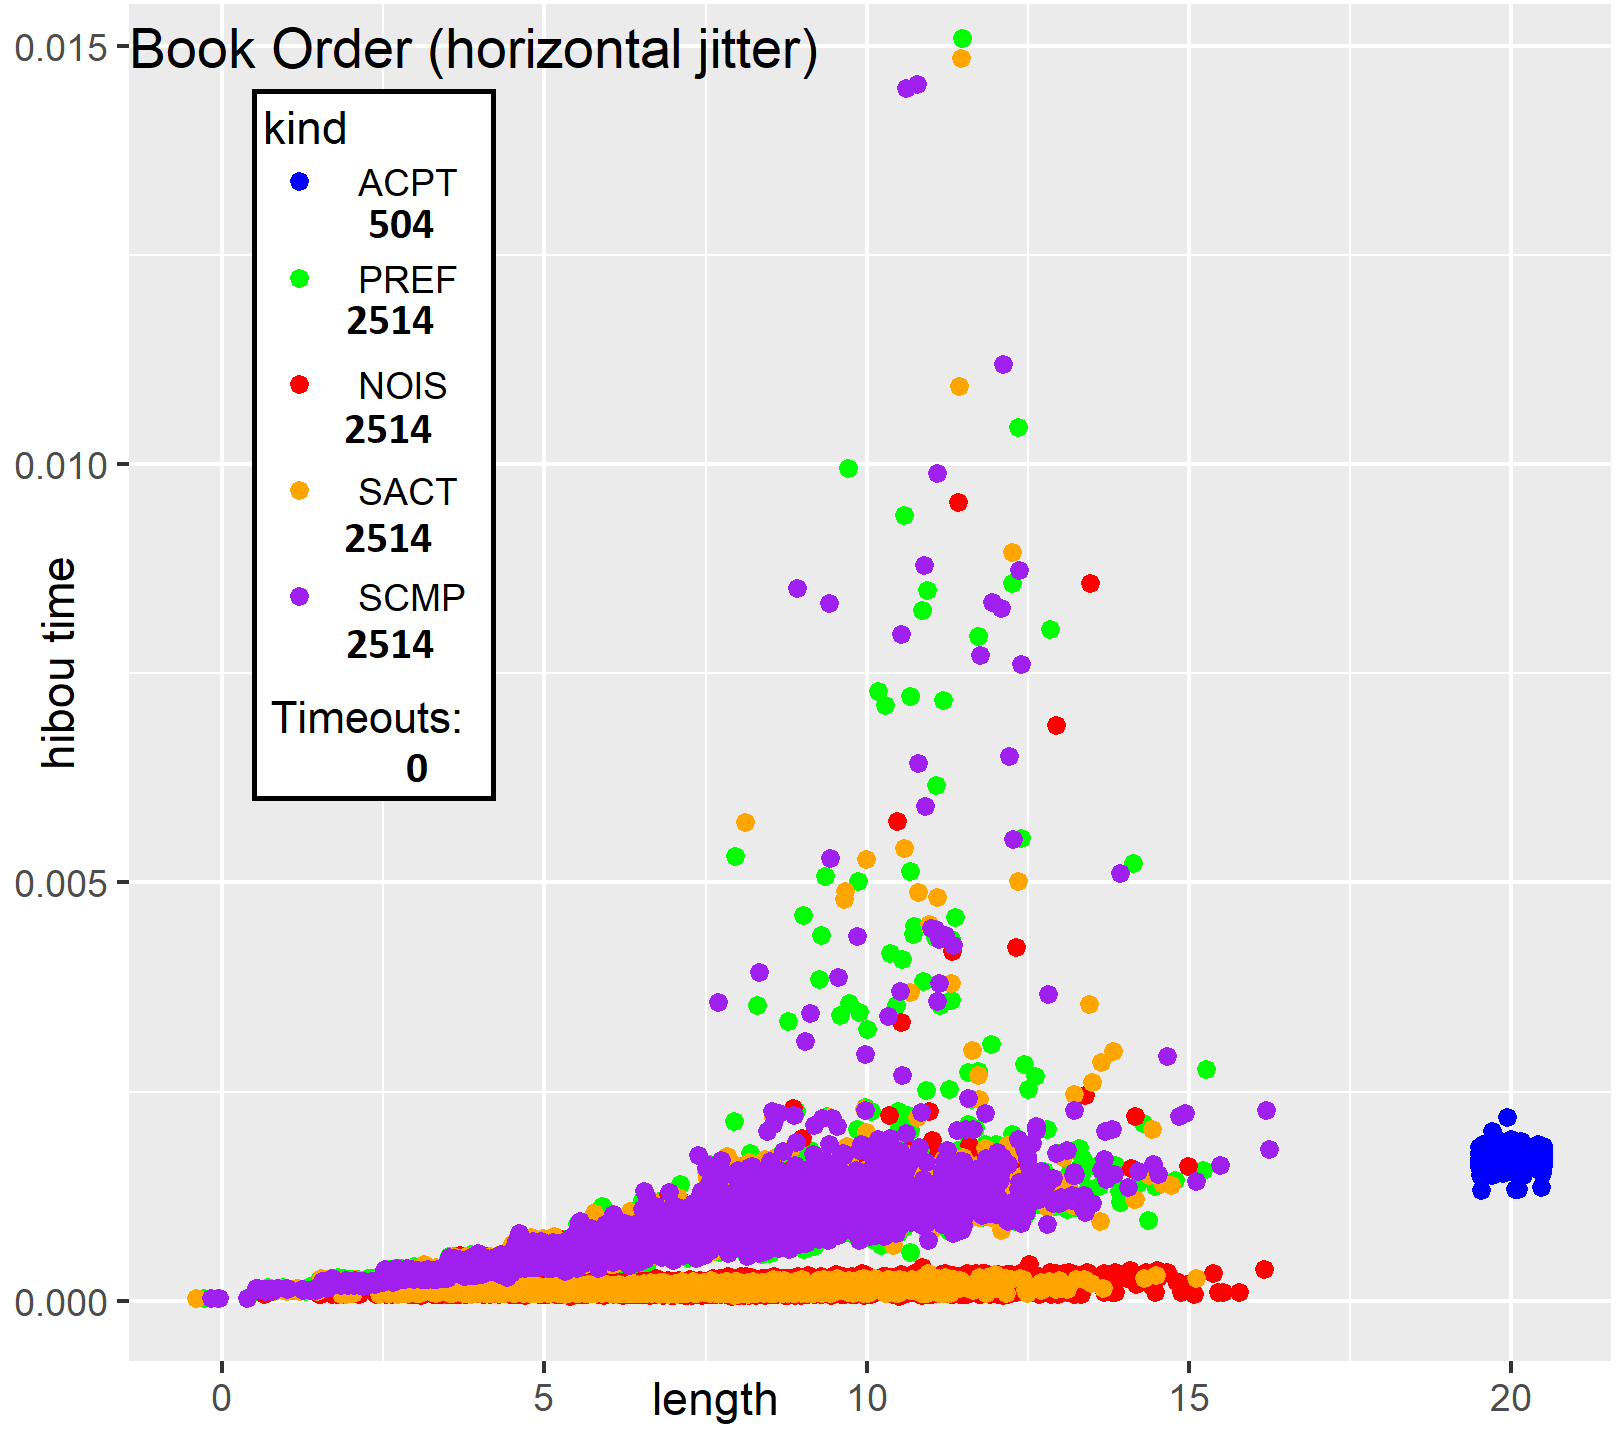 Book Order (horizontal jitter)
kind
ACPT
504
PREF
2514
NOIS
2514
SACT
2514
SCMP
2514
Timeouts:
0
hibou time
0.015
0.010
0.005
0.000
0
5
10
15
20
length